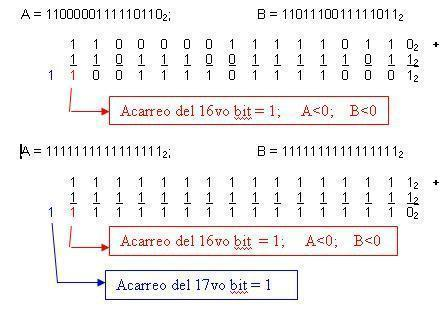 A = 1100000111110110₂; B = 1101110011111011₂
1 1 0 0 0 0 0 1 1 1 1 1 0 1 1 0₂ +
1 1 0 1 1 1 0 0 1 1 1 1 1 0 1 1₂
1 1 0 0 1 1 1 1 0 1 1 1 1 0 0 0 1₂
Acarreo del 16vo bit = 1; A<0; B<0
A = 1111111111111111₂; B = 1111111111111111₂
1 1 1 1 1 1 1 1 1 1 1 1 1 1 1 1₂ +
1 1 1 1 1 1 1 1 1 1 1 1 1 1 1 1₂
1 1 1 1 1 1 1 1 1 1 1 1 1 1 1 1 0₂
Acarreo del 16vo bit = 1; A<0; B<0
Acarreo del 17vo bit = 1